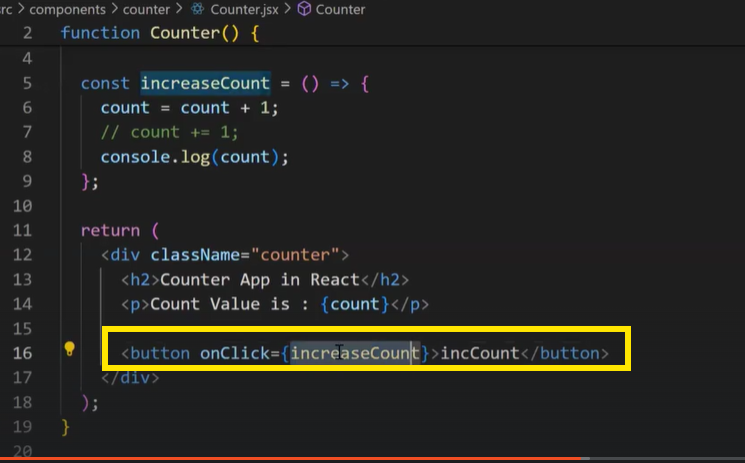 src > components > counter > Counter.jsx > Counter
2 function Counter() {
4
5 const increaseCount = () => {
6 count = count + 1;
7 // count += 1;
8 console.log(count);
9 };
10
11 return (
12 <div className="counter">
13 <h2>Counter App in React</h2>
14 <p>Count Value is : {count}</p>
15
16 <button onClick={increaseCount}>incCount</button>
17 </div>
18 );
19 }
20